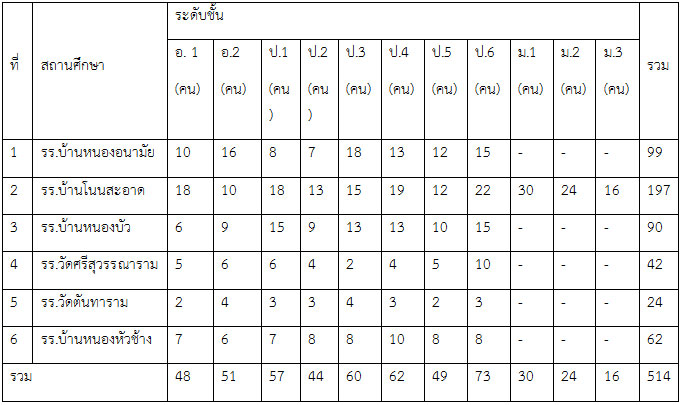 ที่ สถานศึกษา ระดับชั้น รวม
อ. 1 (คน) อ.2 (คน) ป.1 (คน) ป.2 (คน) ป.3 (คน) ป.4 (คน) ป.5 (คน) ป.6 (คน) ม.1 (คน) ม.2 (คน) ม.3 (คน)
1 รร.บ้านหนองอนามัย 10 16 8 7 18 13 12 15 - - - 99
2 รร.บ้านโนนสะอาด 18 10 18 13 15 19 12 22 30 24 16 197
3 รร.บ้านหนองบัว 6 9 15 9 13 13 10 15 - - - 90
4 รร.วัดศรีสุวรรณาราม 5 6 6 4 2 4 5 10 - - - 42
5 รร.วัดตันทาราม 2 4 3 3 4 3 2 3 - - - 24
6 รร.บ้านหนองหัวช้าง 7 6 7 8 8 10 8 8 - - - 62
รวม 48 51 57 44 60 62 49 73 30 24 16 514